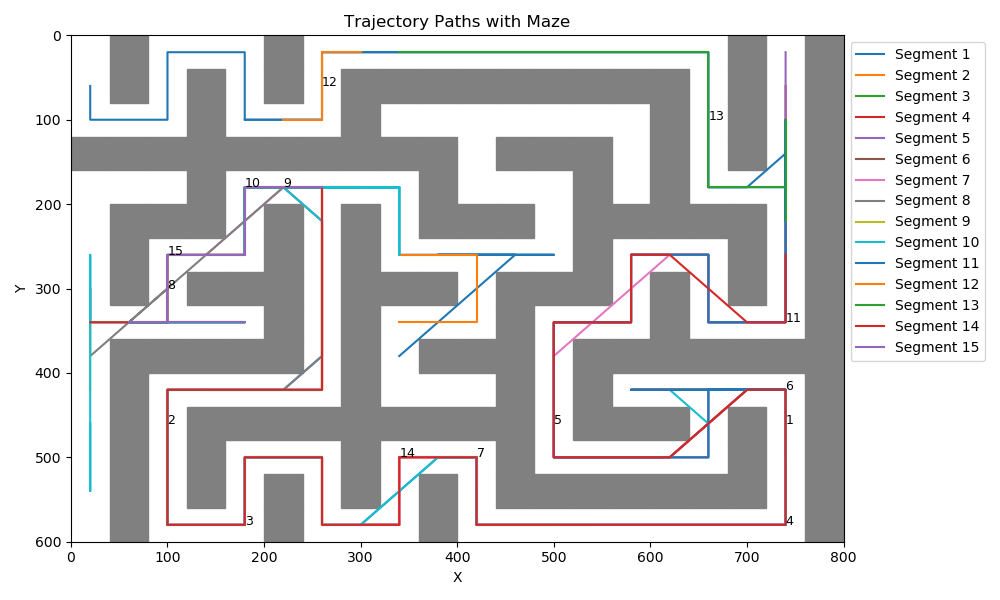 Trajectory Paths with Maze
0
100
200
300
400
500
600
Y
0 100 200 300 400 500 600 700 800
X
12
13
10 9
15
8
11
6
2 5 1
14 7
3 4
Segment 1
Segment 2
Segment 3
Segment 4
Segment 5
Segment 6
Segment 7
Segment 8
Segment 9
Segment 10
Segment 11
Segment 12
Segment 13
Segment 14
Segment 15